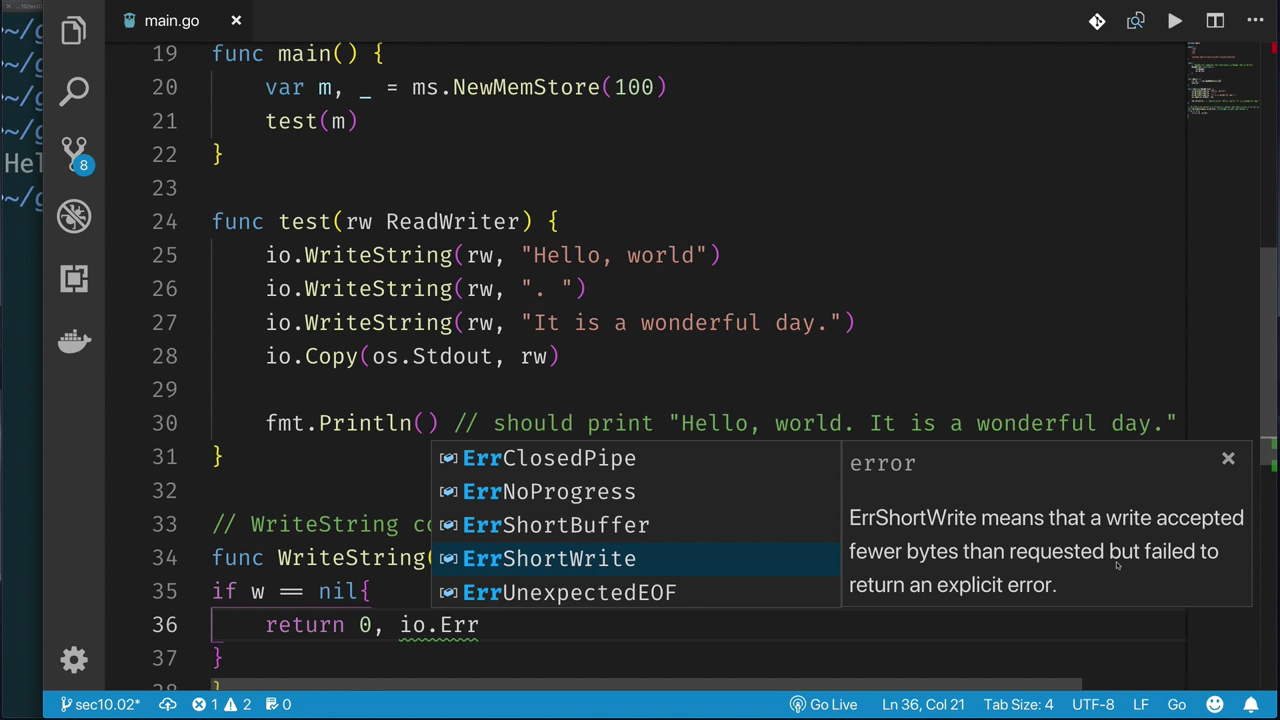 main.go
19 func main() {
20 var m, _ = ms.NewMemStore(100)
21 test(m)
22 }
23
24 func test(rw ReadWriter) {
25 io.WriteString(rw, "Hello, world")
26 io.WriteString(rw, ". ")
27 io.WriteString(rw, "It is a wonderful day.")
28 io.Copy(os.Stdout, rw)
29
30 fmt.Println() // should print "Hello, world. It is a wonderful day."
31 }
32
33 // WriteString co
34 func WriteString(
35 if w == nil{
36 return 0, io.Err
37 }
ErrClosedPipe
ErrNoProgress
ErrShortBuffer
ErrShortWrite
ErrUnexpectedEOF
error
ErrShortWrite means that a write accepted
fewer bytes than requested but failed to
return an explicit error.
8
~/g
~/g
~/g
~/g
Hel
~/g
sec10.02* 1 2 0 Go Live Ln 36, Col 21 Tab Size: 4 UTF-8 LF Go